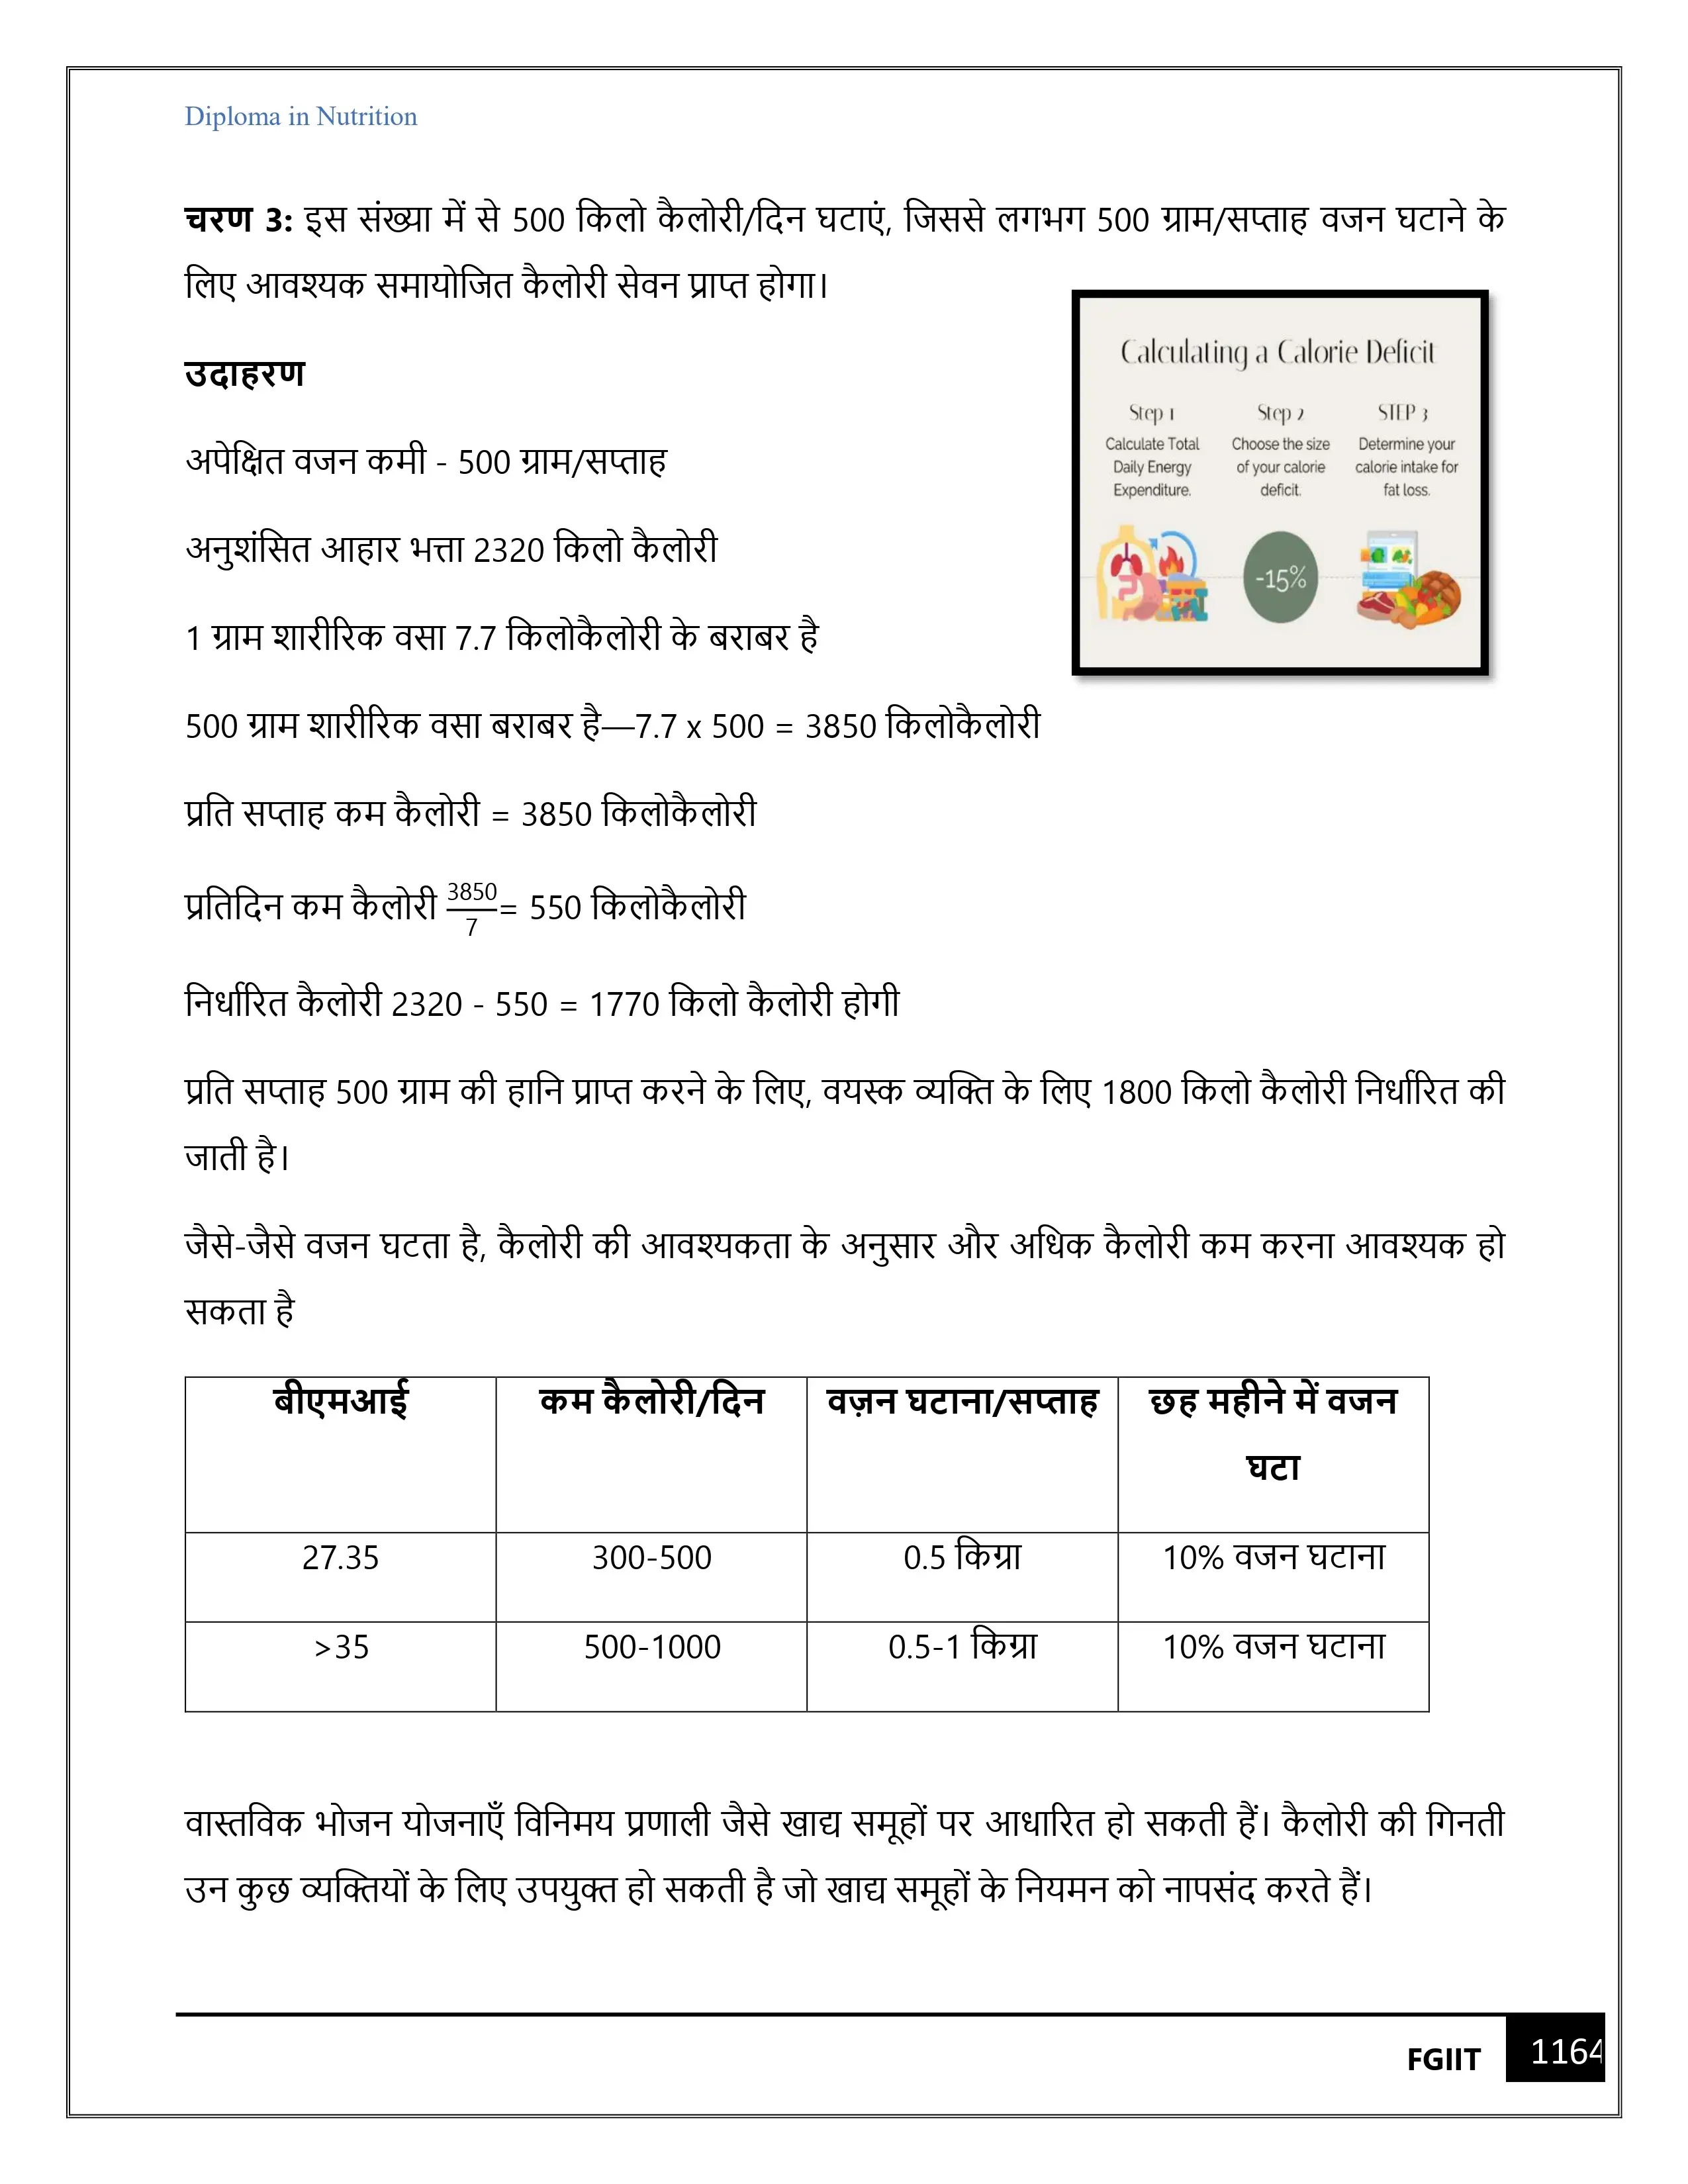 Diploma in Nutrition
चरण 3: इस संख्या में से 500 किलो कैलोरी/दिन घटाएं, जिससे लगभग 500 ग्राम/सप्ताह वजन घटाने के
लिए आवश्यक समायोजित कैलोरी सेवन प्राप्त होगा।
Calculating a Calorie Deficit
Step 1
Calculate Total
Daily Energy
Expenditure.
Step 2
Choose the size
of your calorie
deficit.
-15%
STEP 3
Determine your
calorie intake for
fat loss.
उदाहरण
अपेक्षित वजन कमी - 500 ग्राम/सप्ताह
अनुशंसित आहार भत्ता 2320 किलो कैलोरी
1 ग्राम शारीरिक वसा 7.7 किलोकैलोरी के बराबर है
500 ग्राम शारीरिक वसा बराबर है—7.7 x 500 = 3850 किलोकैलोरी
प्रति सप्ताह कम कैलोरी = 3850 किलोकैलोरी
प्रतिदिन कम कैलोरी 3850/7= 550 किलोकैलोरी
निर्धारित कैलोरी 2320 - 550 = 1770 किलो कैलोरी होगी
प्रति सप्ताह 500 ग्राम की हानि प्राप्त करने के लिए, वयस्क व्यक्ति के लिए 1800 किलो कैलोरी निर्धारित की
जाती है।
जैसे-जैसे वजन घटता है, कैलोरी की आवश्यकता के अनुसार और अधिक कैलोरी कम करना आवश्यक हो
सकता है
बीएमआई कम कैलोरी/दिन वज़न घटाना/सप्ताह छह महीने में वजन
घटा
27.35 300-500 0.5 किग्रा 10% वजन घटाना
>35 500-1000 0.5-1 किग्रा 10% वजन घटाना
वास्तविक भोजन योजनाएँ विनिमय प्रणाली जैसे खाद्य समूहों पर आधारित हो सकती हैं। कैलोरी की गिनती
उन कुछ व्यक्तियों के लिए उपयुक्त हो सकती है जो खाद्य समूहों के नियमन को नापसंद करते हैं।
FGIIT 1164